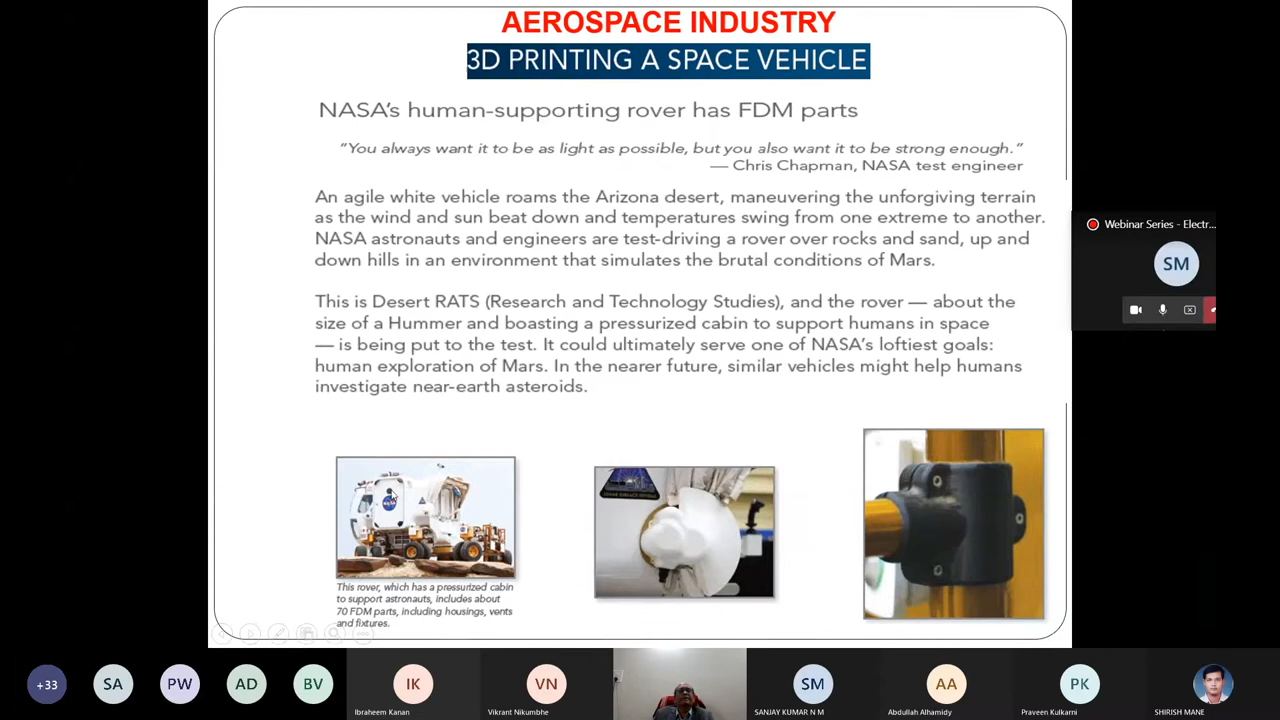 AEROSPACE INDUSTRY
3D PRINTING A SPACE VEHICLE
NASA's human-supporting rover has FDM parts
"You always want it to be as light as possible, but you also want it to be strong enough."
— Chris Chapman, NASA test engineer
An agile white vehicle roams the Arizona desert, maneuvering the unforgiving terrain
as the wind and sun beat down and temperatures swing from one extreme to another.
NASA astronauts and engineers are test-driving a rover over rocks and sand, up and
down hills in an environment that simulates the brutal conditions of Mars.
This is Desert RATS (Research and Technology Studies), and the rover — about the
size of a Hummer and boasting a pressurized cabin to support humans in space
— is being put to the test. It could ultimately serve one of NASA's loftiest goals:
human exploration of Mars. In the nearer future, similar vehicles might help humans
investigate near-earth asteroids.
This rover, which has a pressurized cabin
to support astronauts, includes about
70 FDM parts, including housings, vents
and fixtures.
Webinar Series - Electr...
SM
+33
SA
PW
AD
BV
IK
Ibraheem Kanan
VN
Vikrant Nikumbhe
SM
SANJAY KUMAR N M
AA
Abdullah Alhamidy
PK
Praveen Kulkarni
SHIRISH MANE